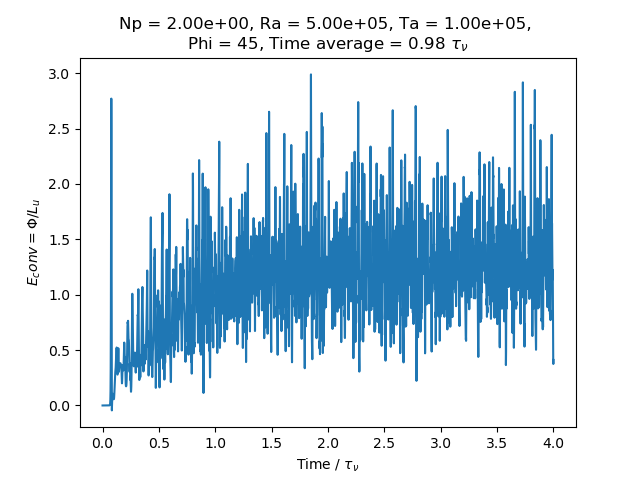 Np = 2.00e+00, Ra = 5.00e+05, Ta = 1.00e+05,
Phi = 45, Time average = 0.98 τν
3.0
2.5
2.0
1.5
1.0
0.5
0.0
E_conv = Φ/L_u
0.0 0.5 1.0 1.5 2.0 2.5 3.0 3.5 4.0
Time / τν